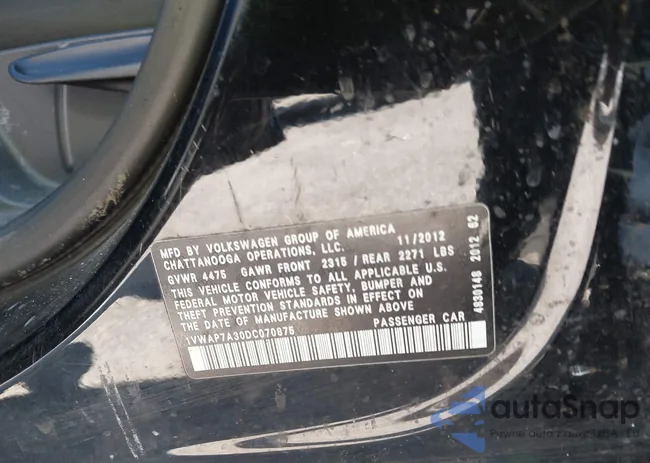 MFD BY VOLKSWAGEN GROUP OF AMERICA
CHATTANOOGA OPERATIONS, LLC. 11/2012
GVWR 4475 GAWR FRONT 2315 / REAR 2271 LBS
THIS VEHICLE CONFORMS TO ALL APPLICABLE U.S.
FEDERAL MOTOR VEHICLE SAFETY, BUMPER AND
THEFT PREVENTION STANDARDS IN EFFECT ON
THE DATE OF MANUFACTURE SHOWN ABOVE
1VWAP7A30DC070875 PASSENGER CAR
4830148 2012 62
autoSnap